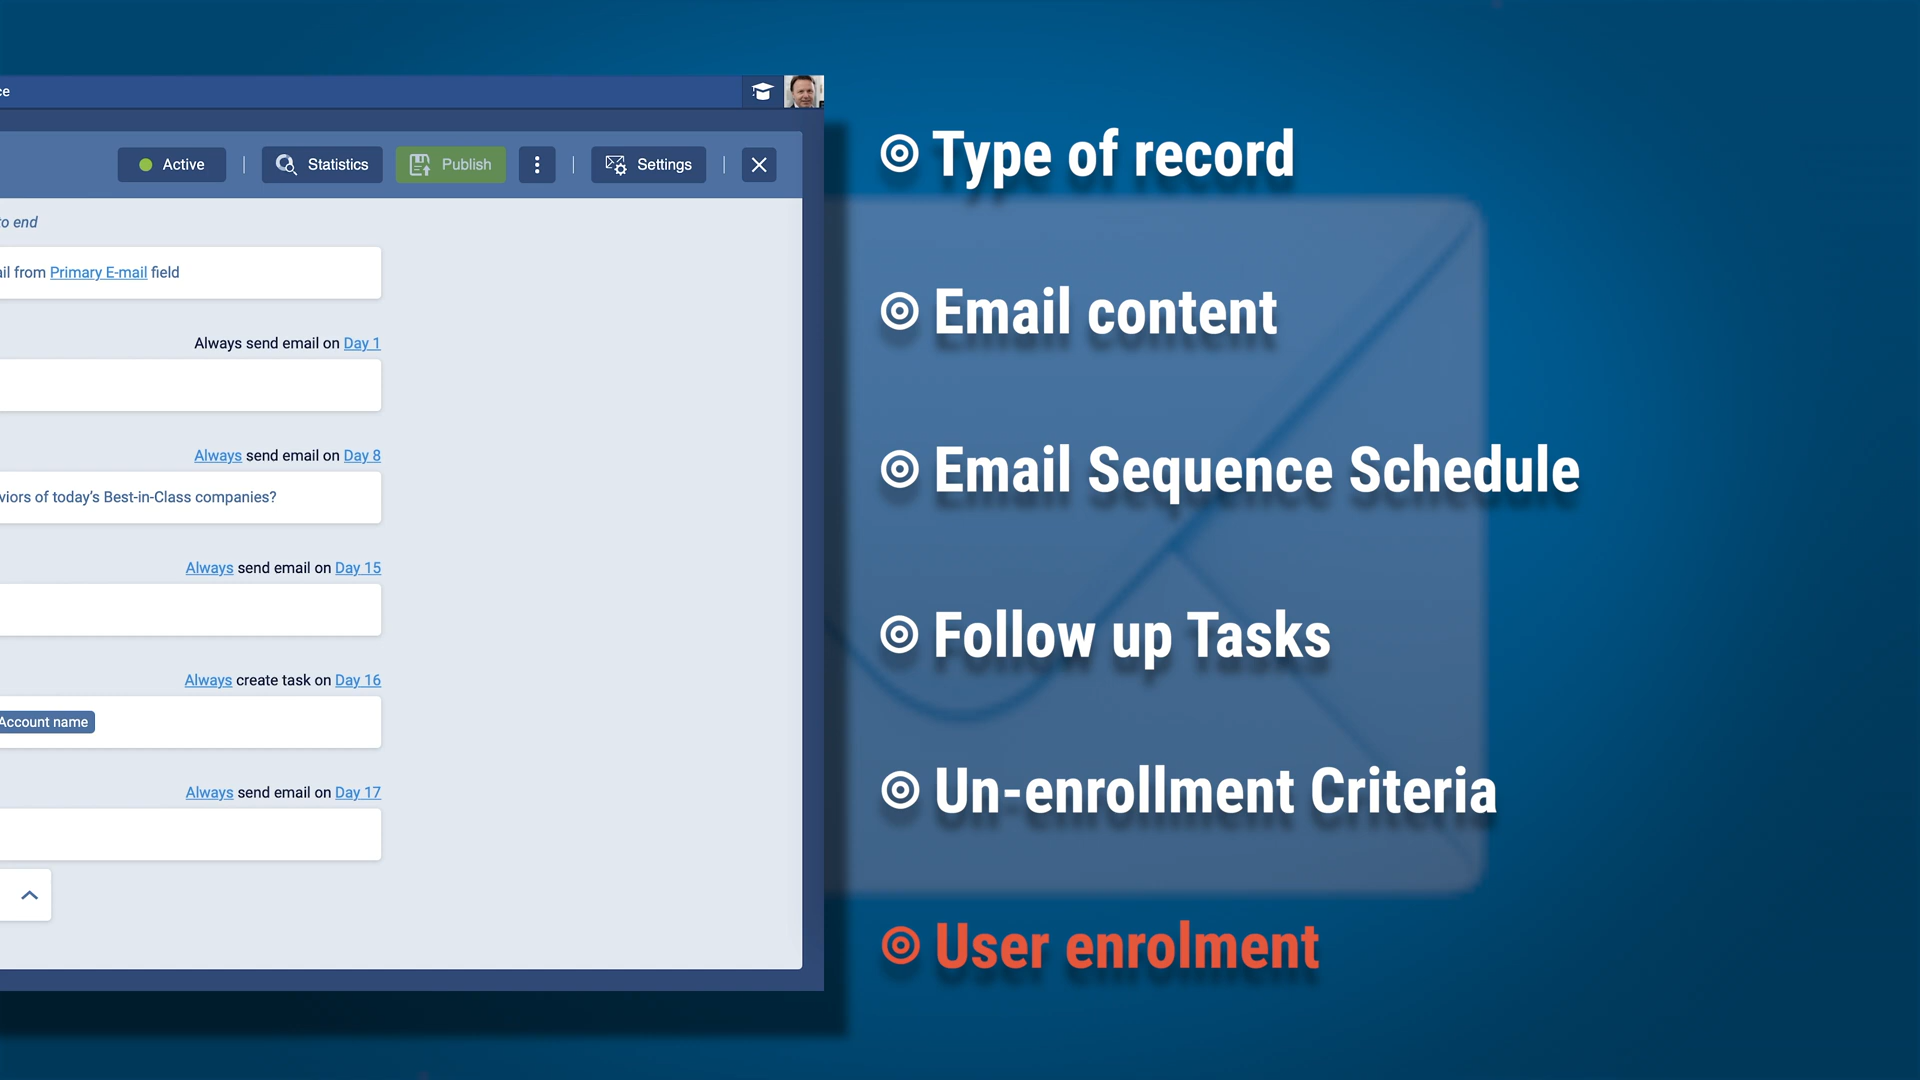 Active | Statistics Publish | Settings |
to end
from Primary E-mail field
Always send email on Day 1
Always send email on Day 8
of today's Best-in-Class companies?
Always send email on Day 15
Always create task on Day 16
Account name
Always send email on Day 17
Type of record
Email content
Email Sequence Schedule
Follow up Tasks
Un-enrollment Criteria
User enrolment